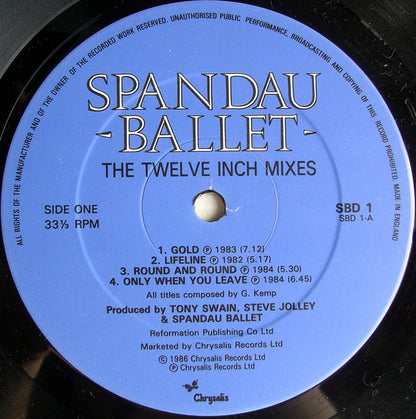 ALL RIGHTS OF THE MANUFACTURER AND OF THE OWNER OF THE RECORDED WORK RESERVED. UNAUTHORISED PUBLIC PERFORMANCE, BROADCASTING AND COPYING OF THIS RECORD PROHIBITED. MADE IN ENGLAND
SPANDAU
-BALLET-
THE TWELVE INCH MIXES
SIDE ONE
33⅓ RPM
SBD 1
SBD 1-A
1. GOLD ℗ 1983 (7.12)
2. LIFELINE ℗ 1982 (5.17)
3. ROUND AND ROUND ℗ 1984 (5.30)
4. ONLY WHEN YOU LEAVE ℗ 1984 (6.45)
All titles composed by G. Kemp
Produced by TONY SWAIN, STEVE JOLLEY
& SPANDAU BALLET
Reformation Publishing Co Ltd
Marketed by Chrysalis Records Ltd
© 1986 Chrysalis Records Ltd
℗ Chrysalis Records Ltd
Chrysalis